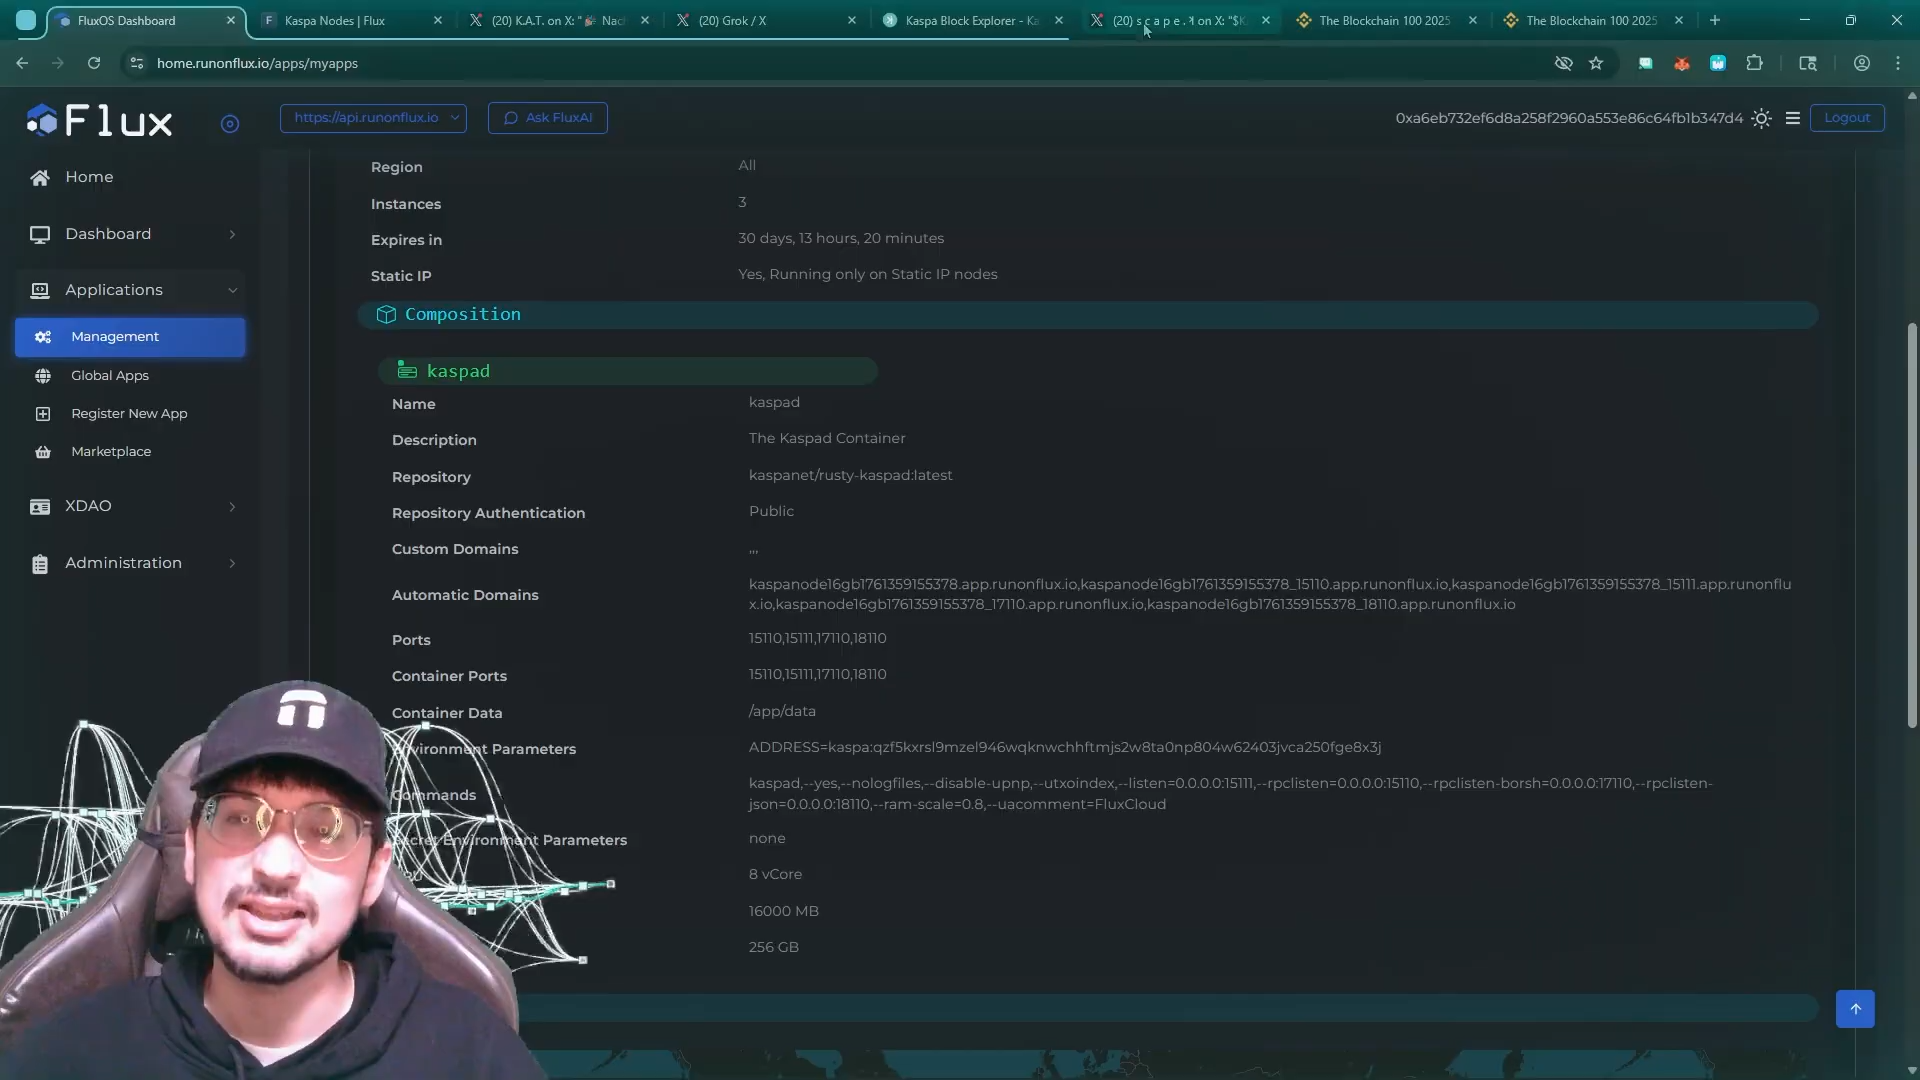 FluxOS Dashboard
Kaspa Nodes | Flux
(20) K.A.T. on X: "
(20) Grok / X
Kaspa Block Explorer - Ka
(20) s c a p e .
on X: "$K
The Blockchain 100 2025
The Blockchain 100 2025
home.runonflux.io/apps/myapps
Flux
https://api.runonflux.io
Ask FluxAI
0xa6eb732ef6d8a258f2960a553e86c64fb1b347d4
Logout
Home
Dashboard
Applications
Management
Global Apps
Register New App
Marketplace
XDAO
Administration
Region All
Instances 3
Expires in 30 days, 13 hours, 20 minutes
Static IP Yes, Running only on Static IP nodes
Composition
kaspad
Name kaspad
Description The Kaspad Container
Repository kaspanet/rusty-kaspad:latest
Repository Authentication Public
Custom Domains ,,,
Automatic Domains kaspanode16gb1761359155378.app.runonflux.io,kaspanode16gb1761359155378_15110.app.runonflux.io,kaspanode16gb1761359155378_15111.app.runonflu
x.io,kaspanode16gb1761359155378_17110.app.runonflux.io,kaspanode16gb1761359155378_18110.app.runonflux.io
Ports 15110,15111,17110,18110
Container Ports 15110,15111,17110,18110
Container Data /app/data
Environment Parameters ADDRESS=kaspa:qzf5kxrsl9mzel946wqknwchhftmjs2w8ta0np804w62403jvca250fge8x3j
Commands kaspad,--yes,--nologfiles,--disable-upnp,--utxoindex,--listen=0.0.0.0:15111,--rpclisten=0.0.0.0:15110,--rpclisten-borsh=0.0.0.0:17110,--rpclisten-
json=0.0.0.0:18110,--ram-scale=0.8,--uacomment=FluxCloud
Secret Environment Parameters none
CPU 8 vCore
16000 MB
256 GB